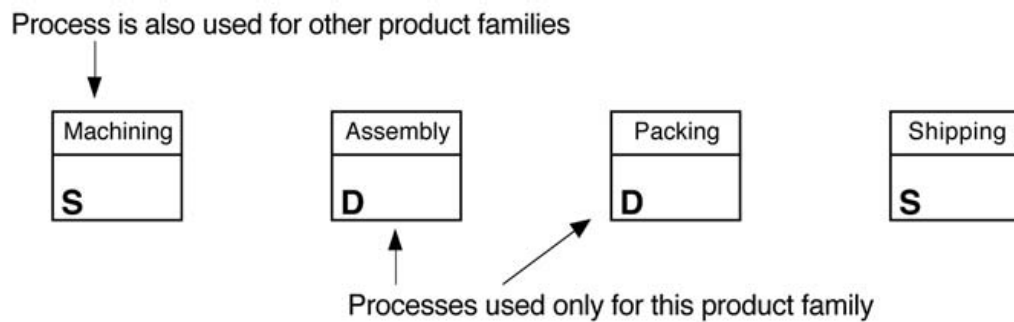 Process is also used for other product families
Machining
Assembly
Packing
Shipping
S
D
D
S
Processes used only for this product family